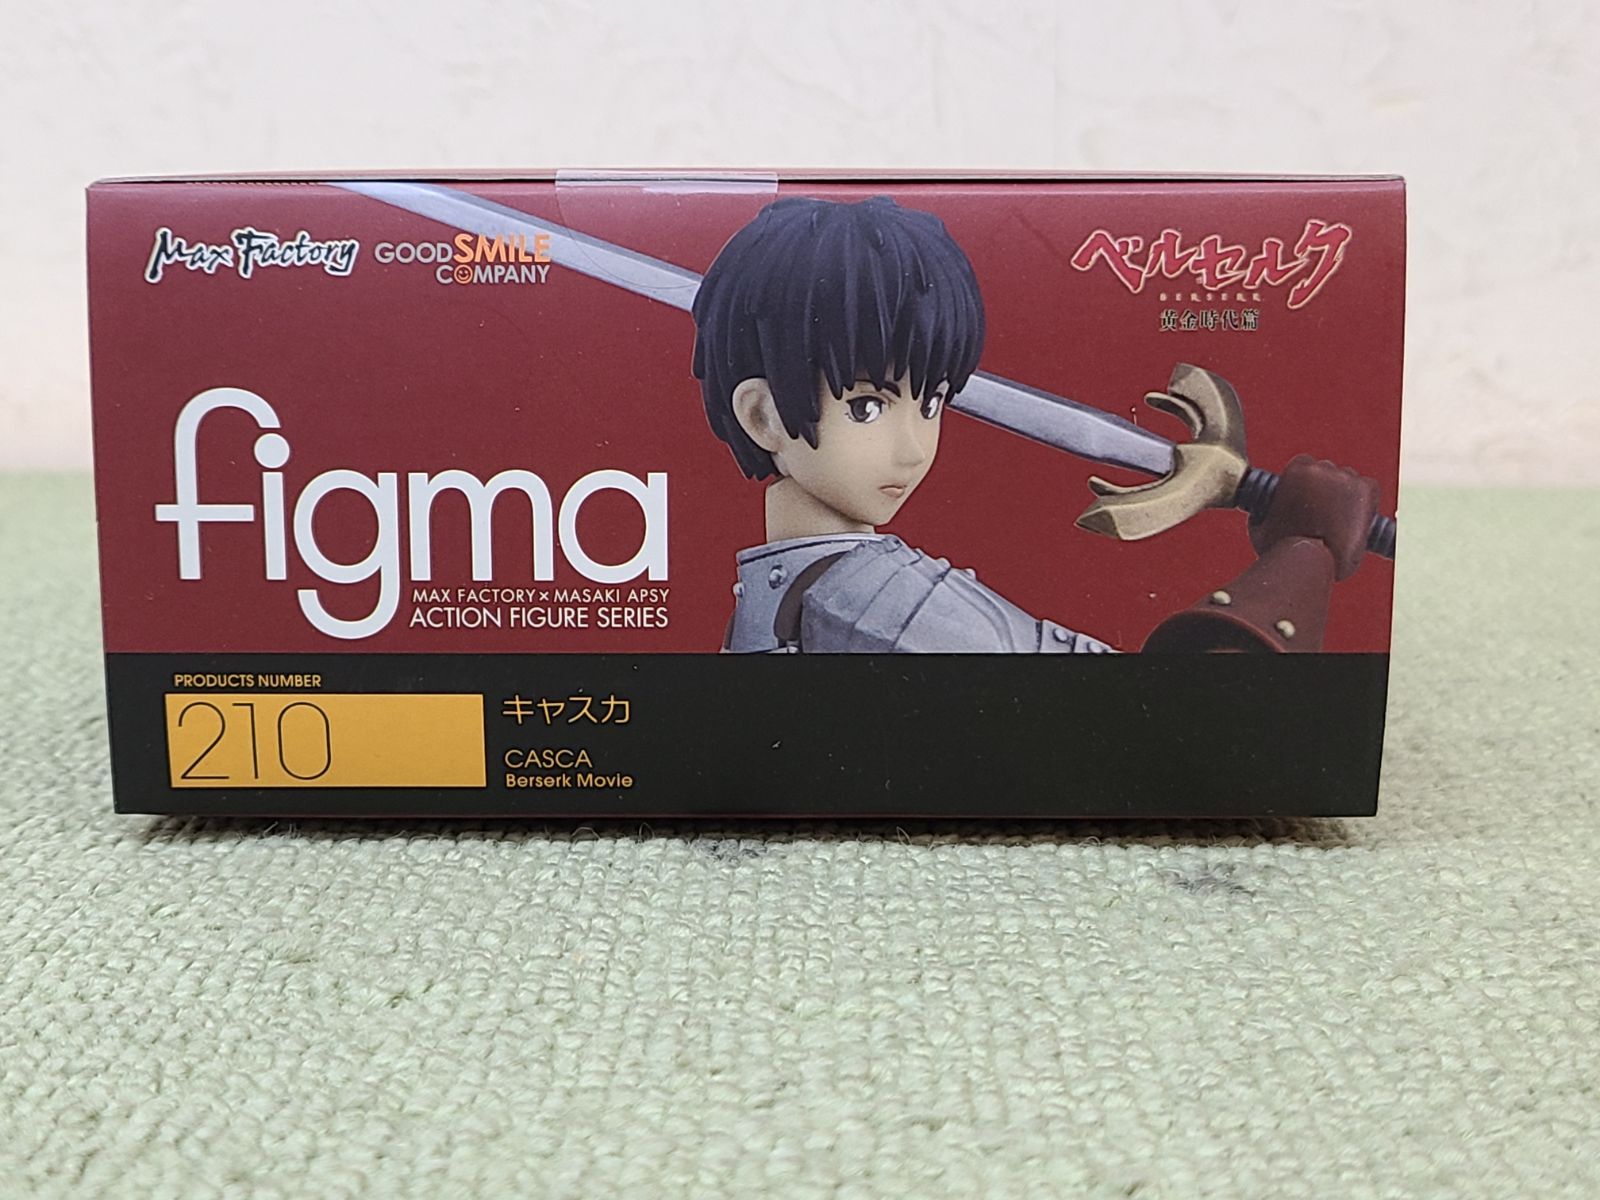 Max Factory
GOOD SMILE
COMPANY
ベルセルク
BERSERK
黄金時代篇
figma
MAX FACTORY×MASAKI APSY
ACTION FIGURE SERIES
PRODUCTS NUMBER
210
キャスカ
CASCA
Berserk Movie